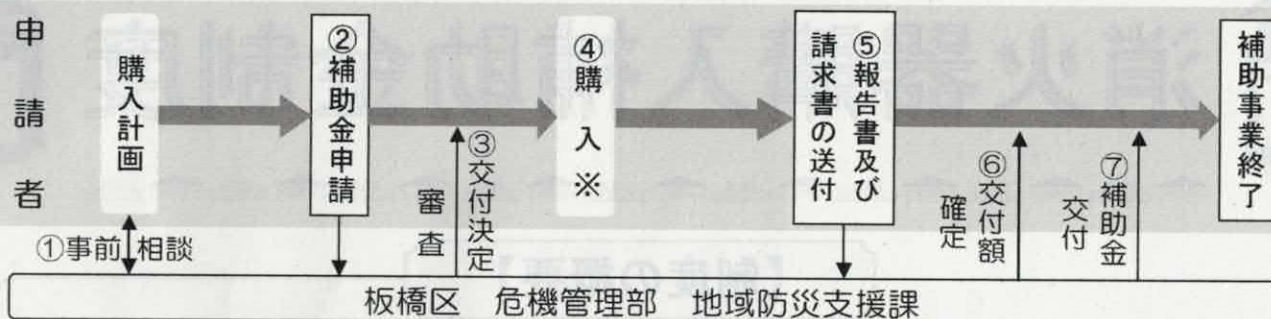 申請者
購入計画
①事前相談
②補助金申請
審査
③交付決定
④購入※
⑤報告書及び
請求書の送付
⑥交付額
確定
⑦補助金
交付
補助事業終了
板橋区 危機管理部 地域防災支援課